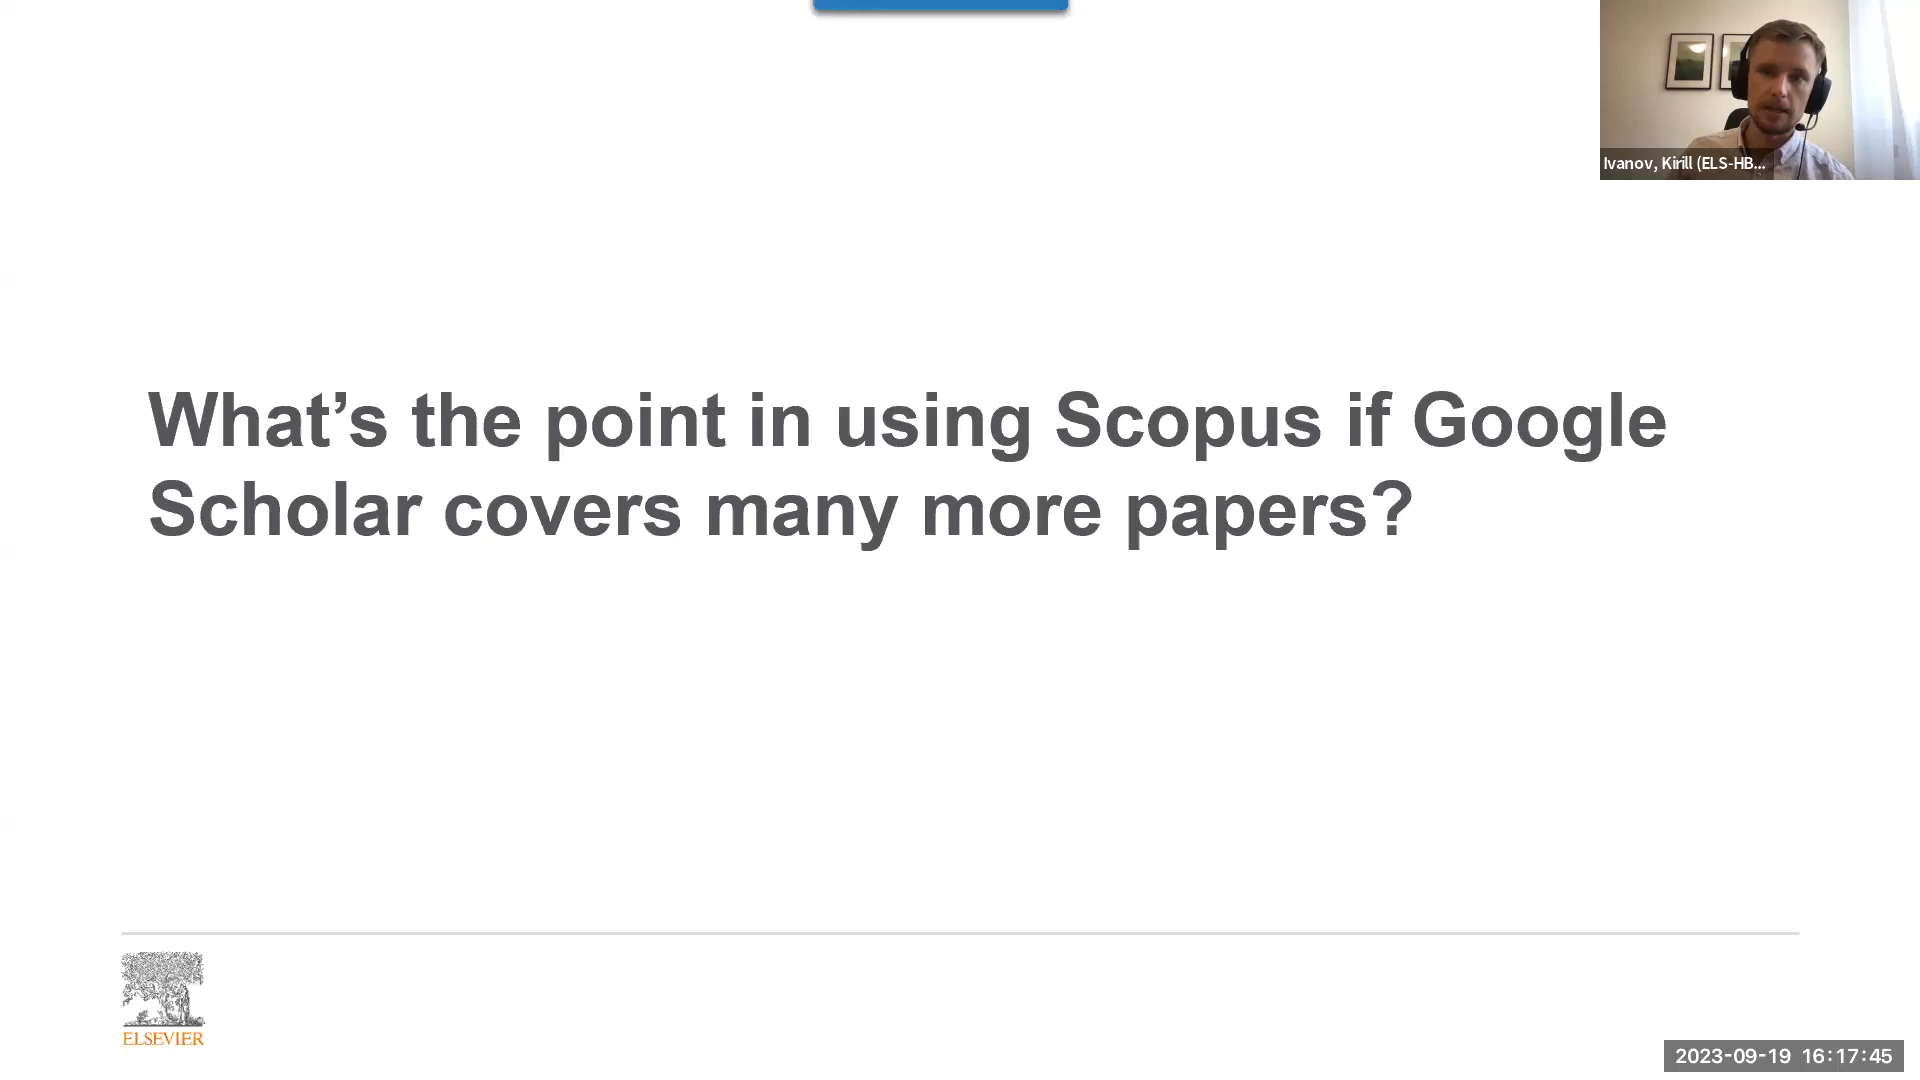 Ivanov, Kirill (ELS-HB...
What’s the point in using Scopus if Google
Scholar covers many more papers?
ELSEVIER
2023-09-19 16:17:45